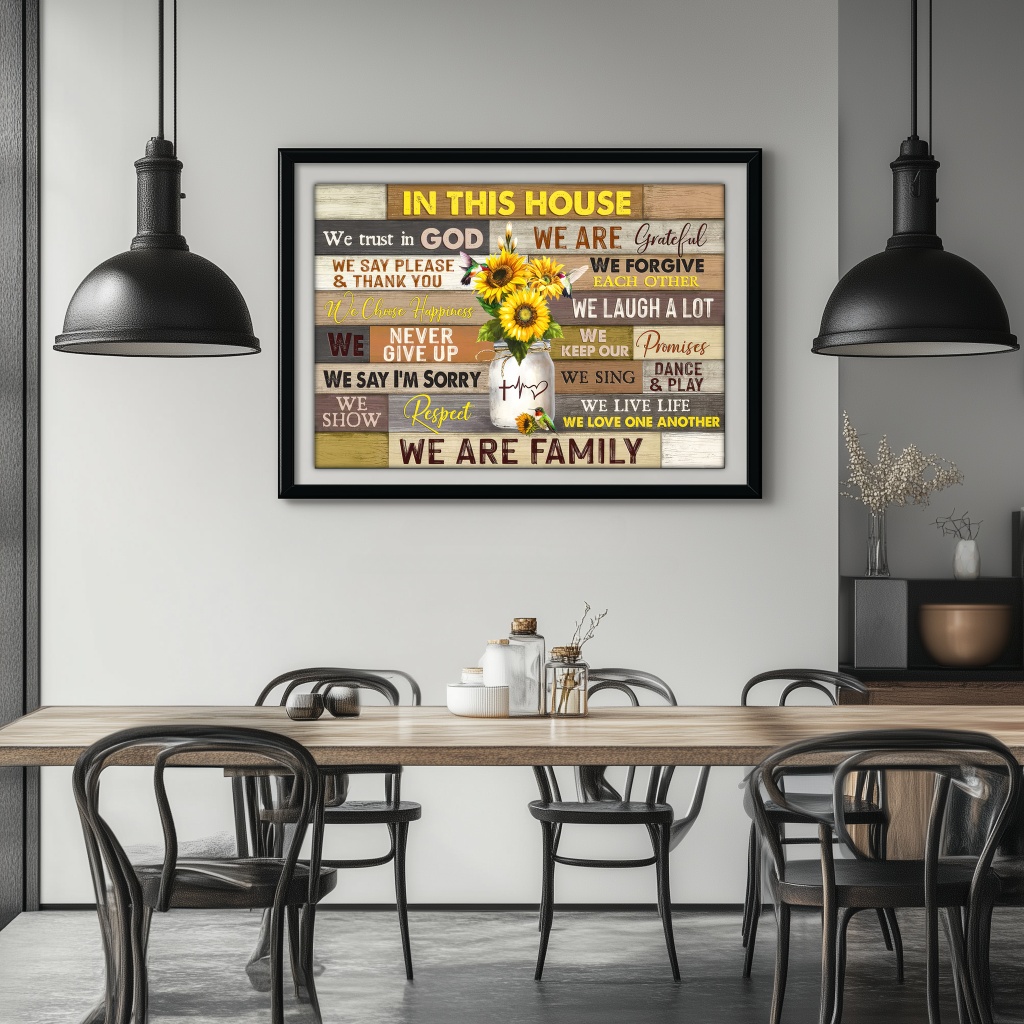 IN THIS HOUSE
We trust in GOD
WE ARE Grateful
WE SAY PLEASE
& THANK YOU
WE FORGIVE
EACH OTHER
We Choose Happiness
WE LAUGH A LOT
WE NEVER
GIVE UP
WE
KEEP OUR Promises
WE SAY I'M SORRY
WE SING
DANCE
& PLAY
WE
SHOW Respect
WE LIVE LIFE
WE LOVE ONE ANOTHER
WE ARE FAMILY